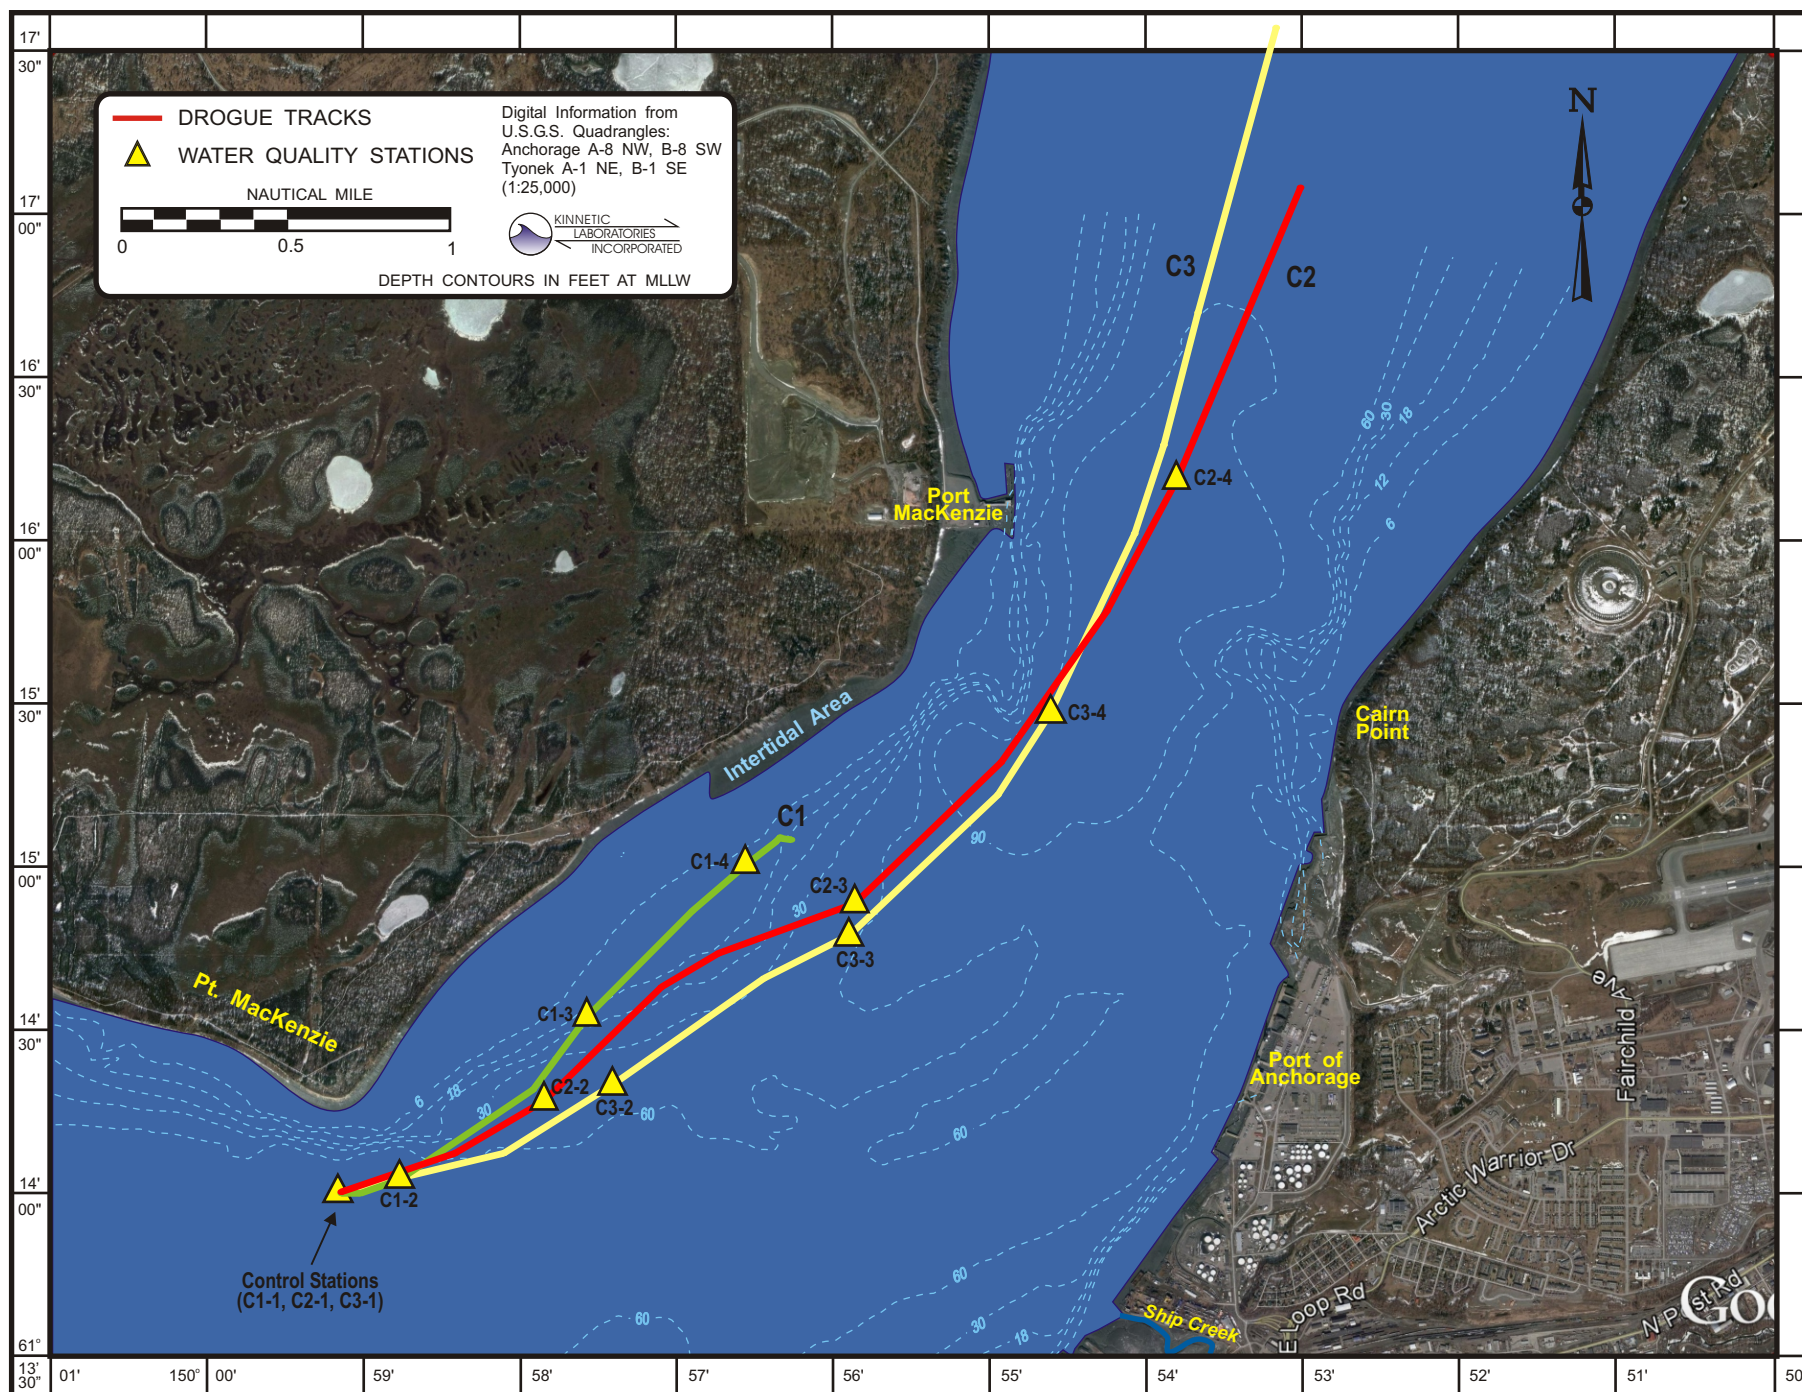 17'
30"
DROGUE TRACKS
WATER QUALITY STATIONS
NAUTICAL MILE
0
0.5
1
Digital Information from
U.S.G.S. Quadrangles:
Anchorage A-8 NW, B-8 SW
Tyonek A-1 NE, B-1 SE
(1:25,000)
KINNETIC
LABORATORIES
INCORPORATED
DEPTH CONTOURS IN FEET AT MLLW
N
17'
00"
C3
C2
16'
30"
60
30
18
C2-4
12
Port
MacKenzie
6
16'
00"
15'
30"
Intertidal Area
C3-4
Cairn
Point
C1
90
15'
00"
C1-4
C2-3
30
C3-3
Pt. MacKenzie
C1-3
Fairchild Ave
14'
30"
Port of
Anchorage
C2-2
6
18
30
C3-2
60
60
Arctic Warrior Dr
14'
00"
C1-2
Control Stations
(C1-1, C2-1, C3-1)
60
E Loop Rd
N Post Rd
Goo
60
30
18
Ship Creek
61°
13'
30"
01'
150° 00'
59'
58'
57'
56'
55'
54'
53'
52'
51'
50